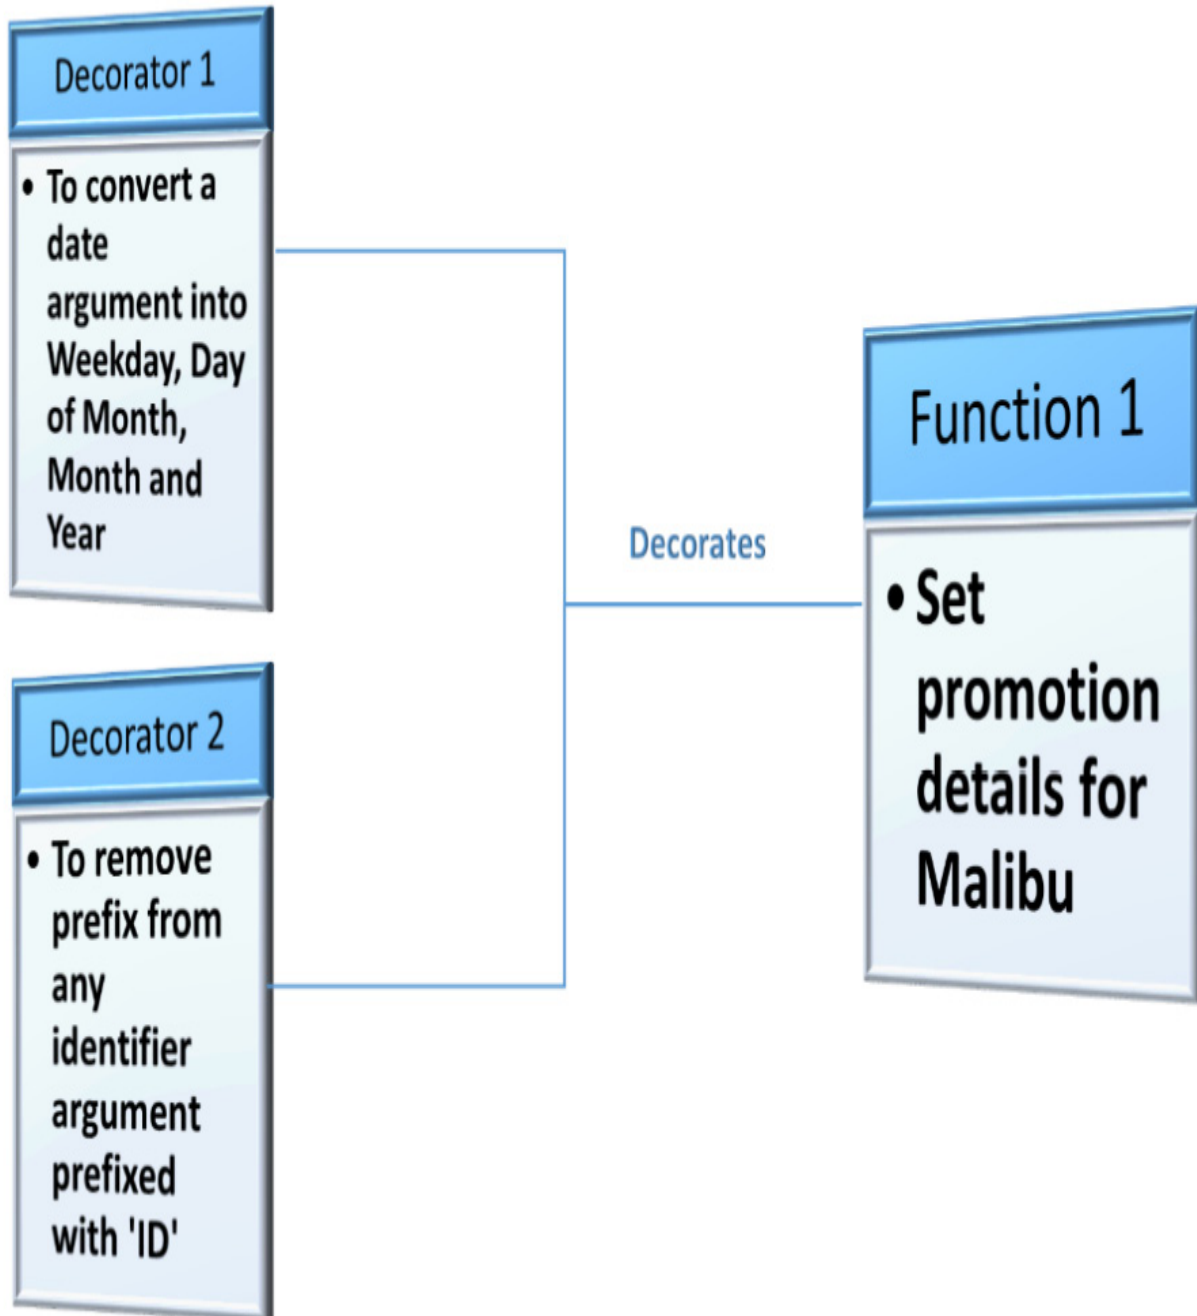 Decorator 1
• To convert a
date
argument into
Weekday, Day
of Month,
Month and
Year
Decorator 2
• To remove
prefix from
any
identifier
argument
prefixed
with 'ID'
Decorates
Function 1
• Set
promotion
details for
Malibu